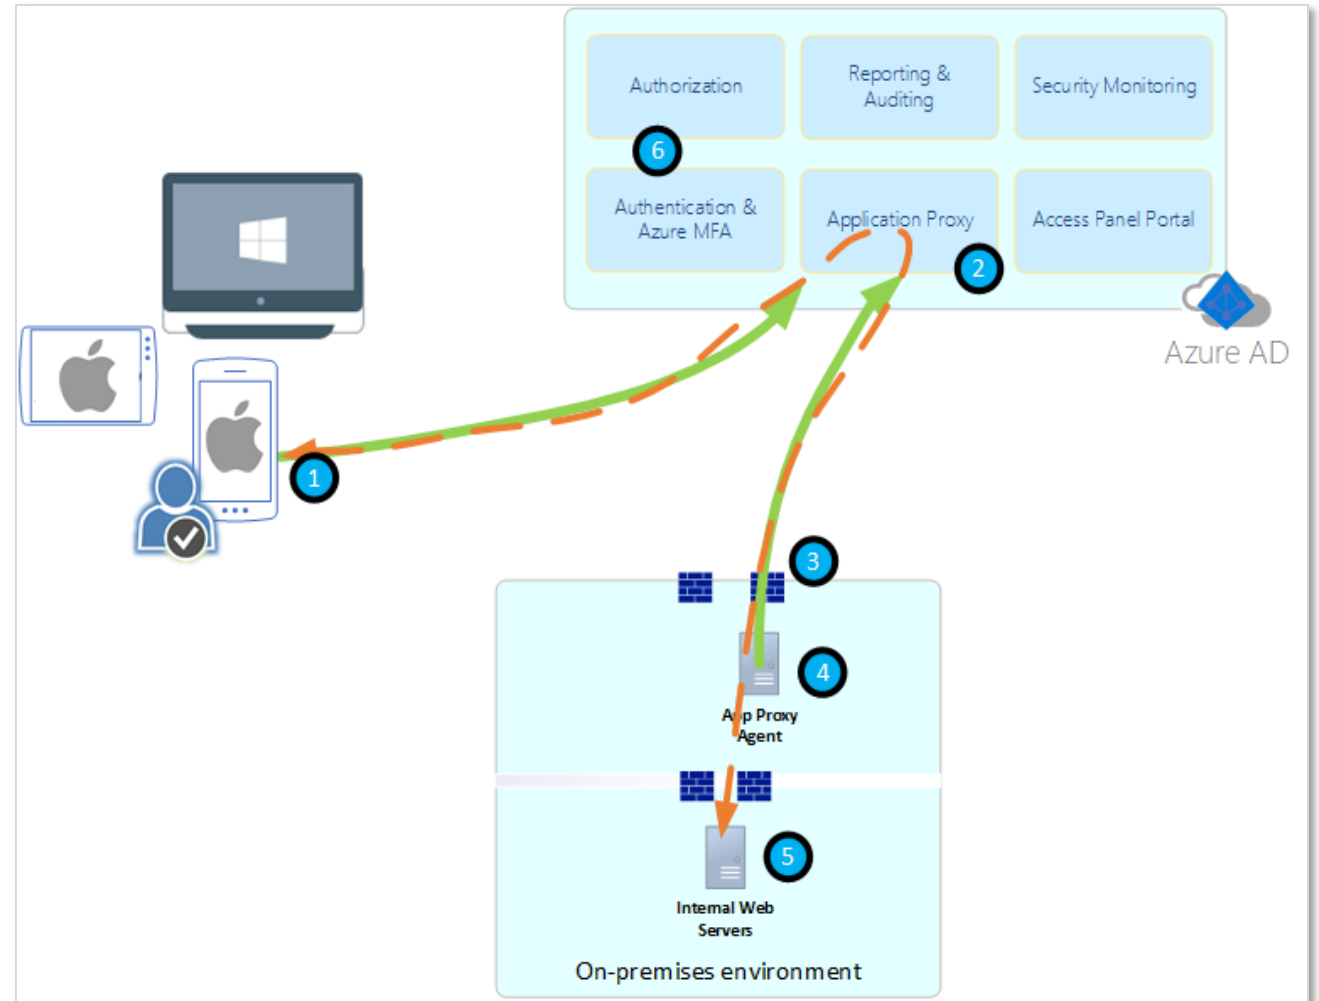 Authorization
Reporting &
Auditing
Security Monitoring
6
Authentication &
Azure MFA
Application Proxy
Access Panel Portal
2
Azure AD
1
3
4
App Proxy
Agent
5
Internal Web
Servers
On-premises environment